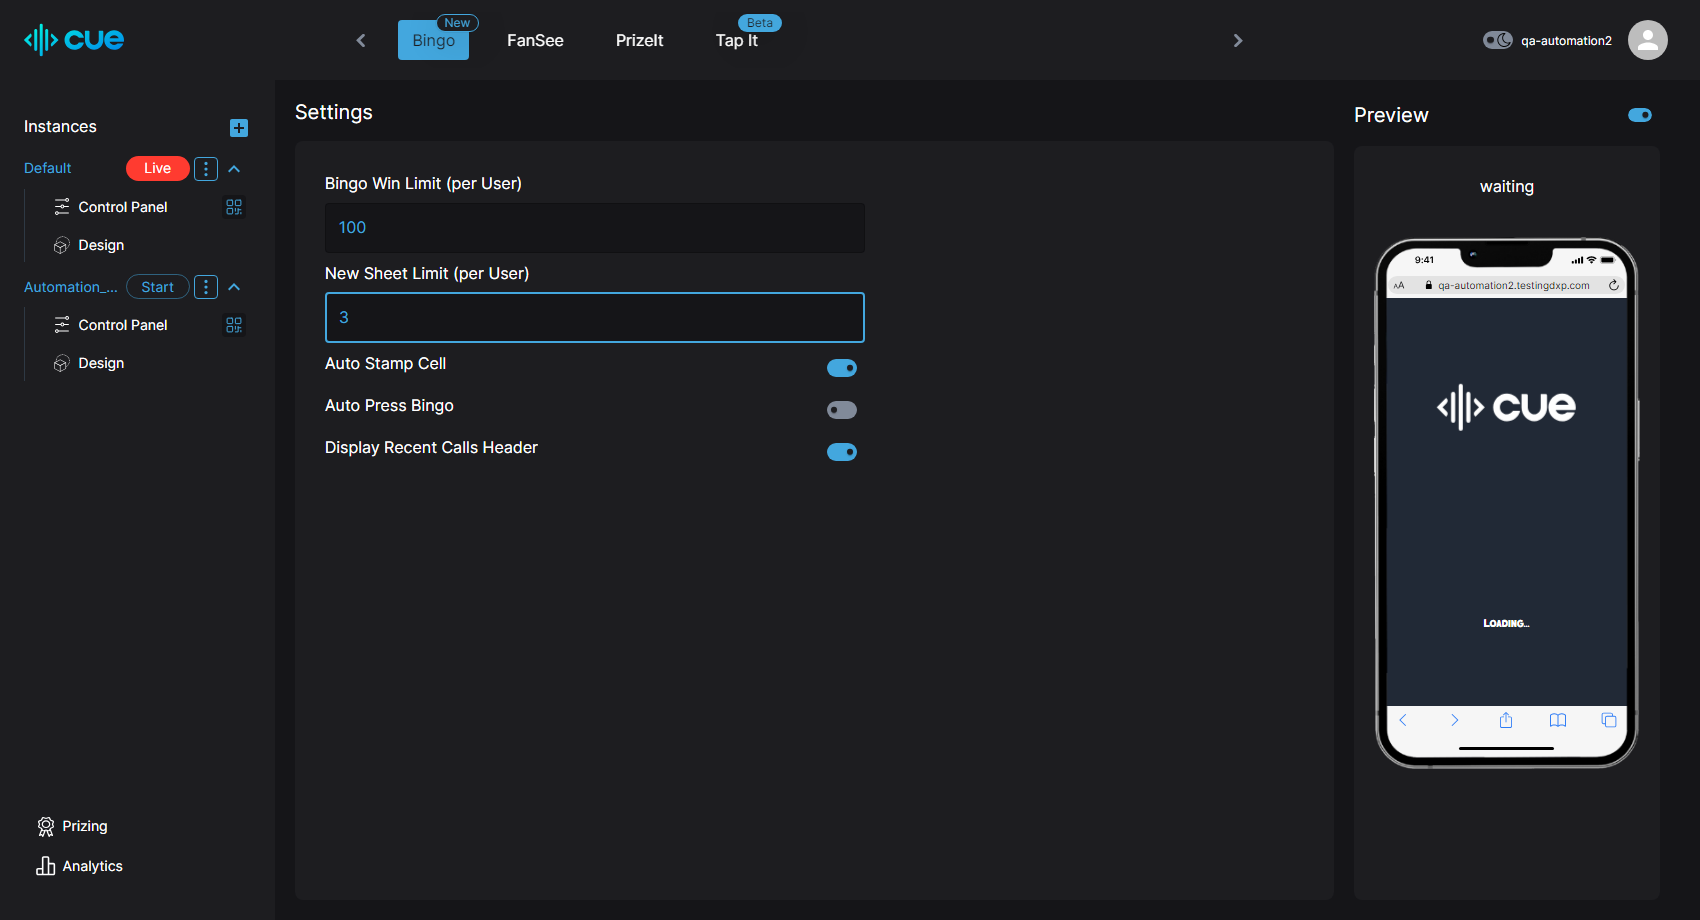 cue
Bingo
New
FanSee
PrizeIt
Tap It
Beta
qa-automation2
Instances
Default
Live
Control Panel
Design
Automation_...
Start
Control Panel
Design
Prizing
Analytics
Settings
Bingo Win Limit (per User)
100
New Sheet Limit (per User)
3
Auto Stamp Cell
Auto Press Bingo
Display Recent Calls Header
Preview
waiting
9:41
AA
qa-automation2.testingdxp.com
cue
LOADING...